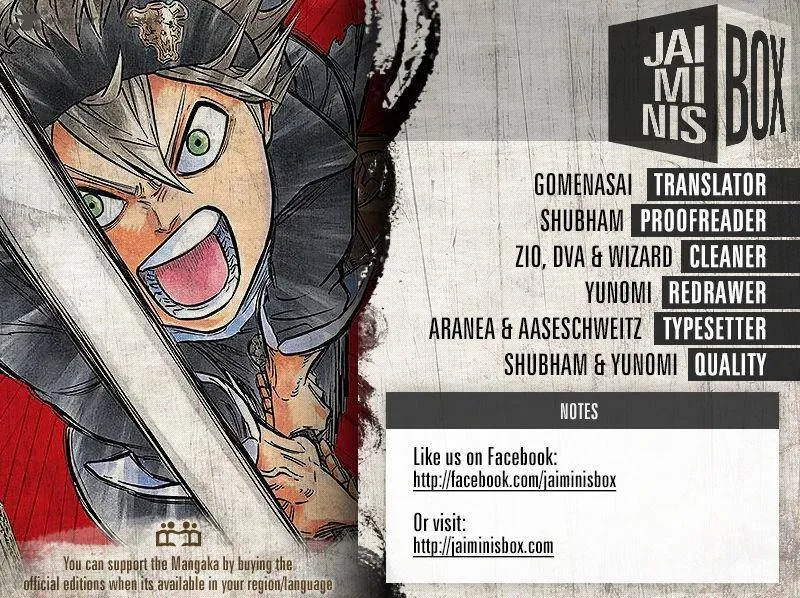 JAI
MI
NIS
BOX
GOMENASAI TRANSLATOR
SHUBHAM PROOFREADER
ZIO, DVA & WIZARD CLEANER
YUNOMI REDRAWER
ARANEA & AASESCHWEITZ TYPESETTER
SHUBHAM & YUNOMI QUALITY
NOTES
Like us on Facebook:
http://facebook.com/jaiminisbox
Or visit:
http://jaiminisbox.com
You can support the Mangaka by buying the
official editions when its available in your region/language